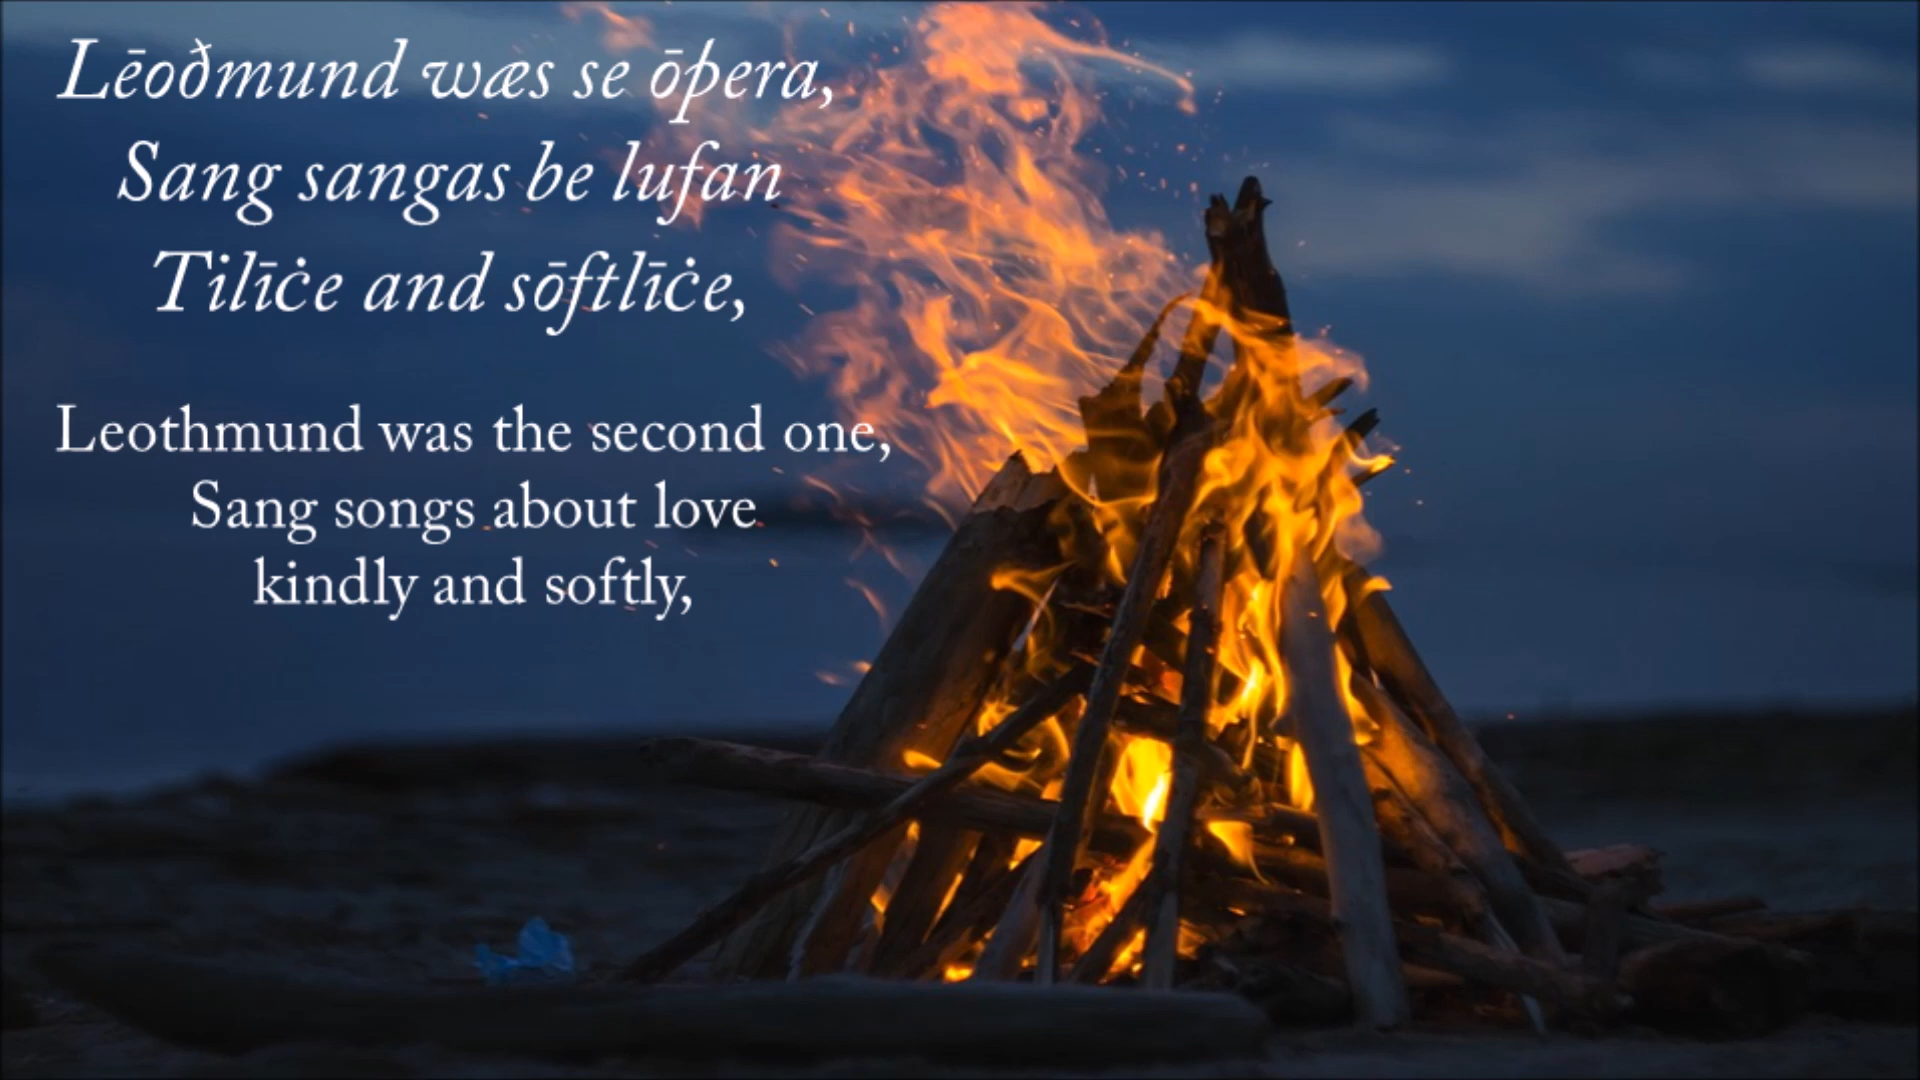 Lēoðmund wæs se ōþera,
Sang sangas be lufan
Tilīċe and sōftlīċe,
Leothmund was the second one,
Sang songs about love
kindly and softly,